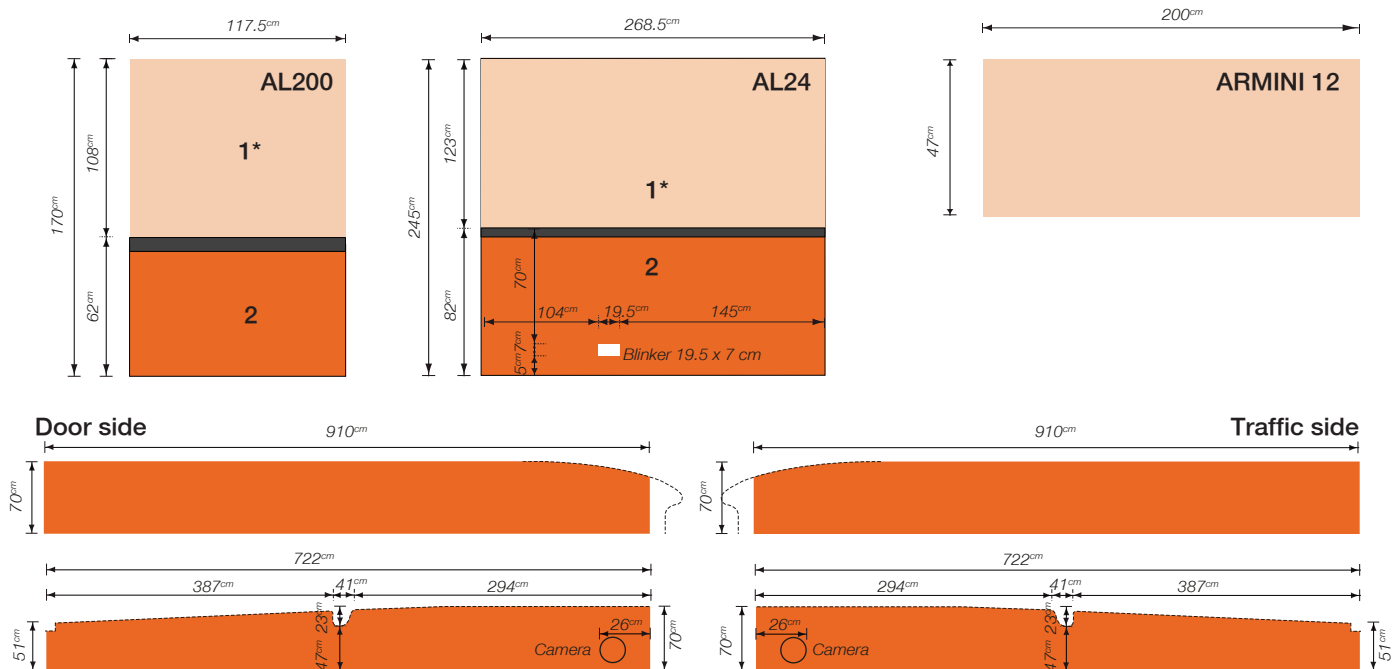 117.5cm
268.5cm
200cm
AL200
AL24
ARMINI 12
170cm
108cm
1*
62cm
2
245cm
123cm
1*
82cm
2
70cm
104cm
19.5cm
145cm
7cm
5cm
Blinker 19.5 x 7 cm
47cm
Door side
910cm
70cm
910cm
Traffic side
70cm
722cm
387cm
41cm
294cm
51cm
23cm
47cm
26cm
Camera
70cm
722cm
294cm
41cm
387cm
70cm
26cm
Camera
23cm
47cm
51cm